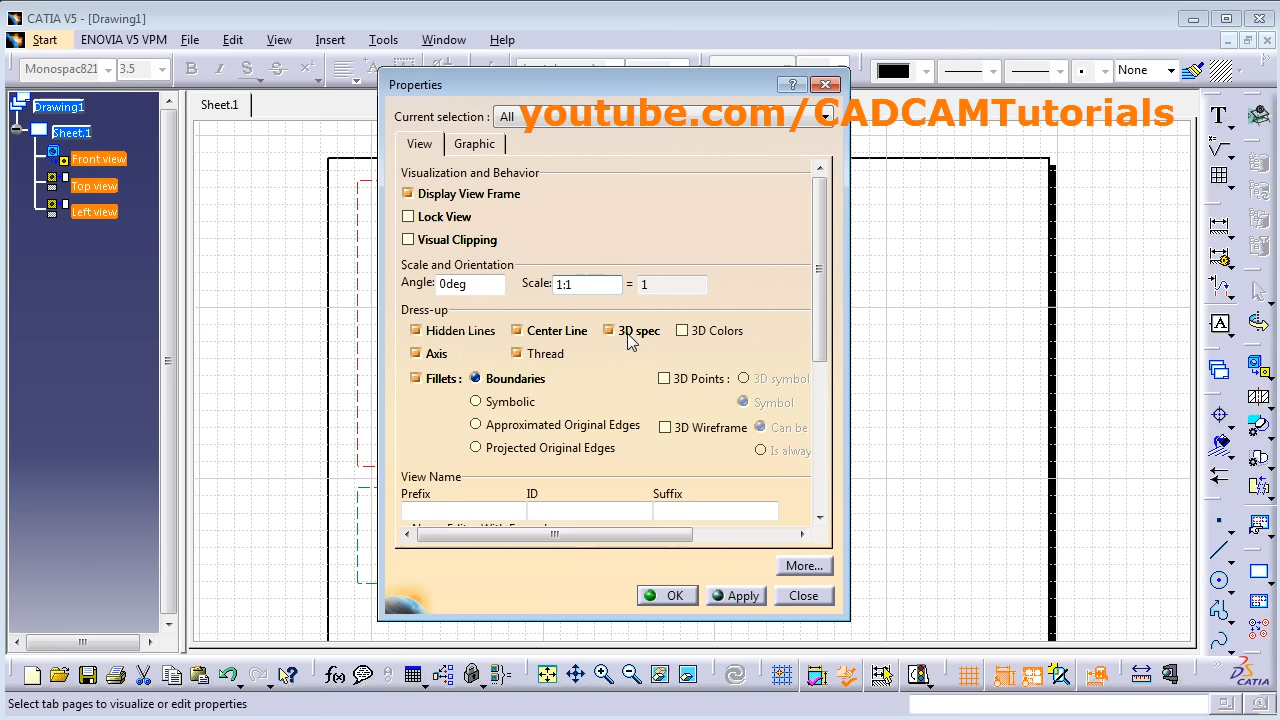 CATIA V5 - [Drawing1]
Start ENOVIA V5 VPM File Edit View Insert Tools Window Help
Monospac821 3.5 None
Properties
Current selection : All
youtube.com/CADCAMTutorials
Sheet.1
View Graphic
Drawing1
Sheet.1
Front view
Top view
Left view
Visualization and Behavior
Display View Frame
Lock View
Visual Clipping
Scale and Orientation
Angle: 0deg Scale: 1:1 = 1
Dress-up
Hidden Lines Center Line 3D spec 3D Colors
Axis Thread
Fillets : Boundaries 3D Points : 3D symbol
Symbolic Symbol
Approximated Original Edges 3D Wireframe Can be
Projected Original Edges Is alway
View Name
Prefix ID Suffix
More...
OK Apply Close
CATIA
Select tab pages to visualize or edit properties